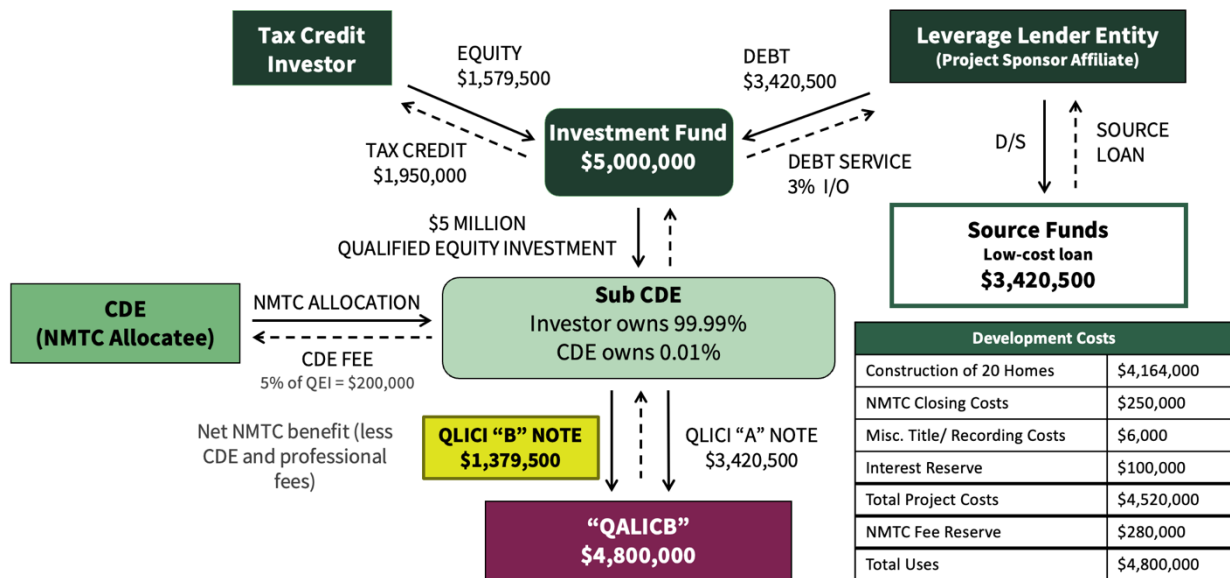 Tax Credit
Investor
EQUITY
$1,579,500
DEBT
$3,420,500
Leverage Lender Entity
(Project Sponsor Affiliate)
TAX CREDIT
$1,950,000
Investment Fund
$5,000,000
DEBT SERVICE
3% I/O
D/S
SOURCE
LOAN
$5 MILLION
QUALIFIED EQUITY INVESTMENT
Source Funds
Low-cost loan
$3,420,500
CDE
(NMTC Allocatee)
NMTC ALLOCATION
CDE FEE
5% of QEI = $200,000
Sub CDE
Investor owns 99.99%
CDE owns 0.01%
Net NMTC benefit (less
CDE and professional
fees)
QLICI “B” NOTE
$1,379,500
QLICI “A” NOTE
$3,420,500
“QALICB”
$4,800,000
Development Costs
Construction of 20 Homes $4,164,000
NMTC Closing Costs $250,000
Misc. Title/ Recording Costs $6,000
Interest Reserve $100,000
Total Project Costs $4,520,000
NMTC Fee Reserve $280,000
Total Uses $4,800,000